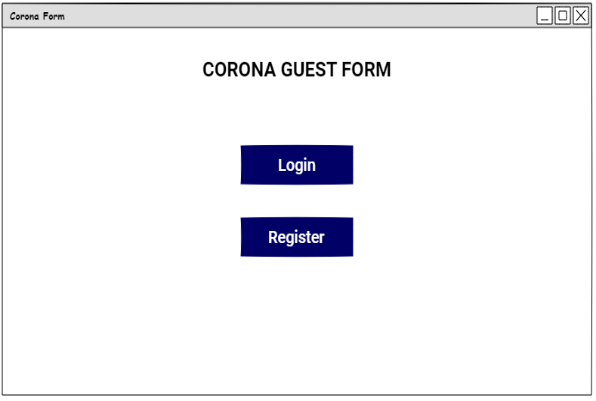 Corona Form
CORONA GUEST FORM
Login
Register